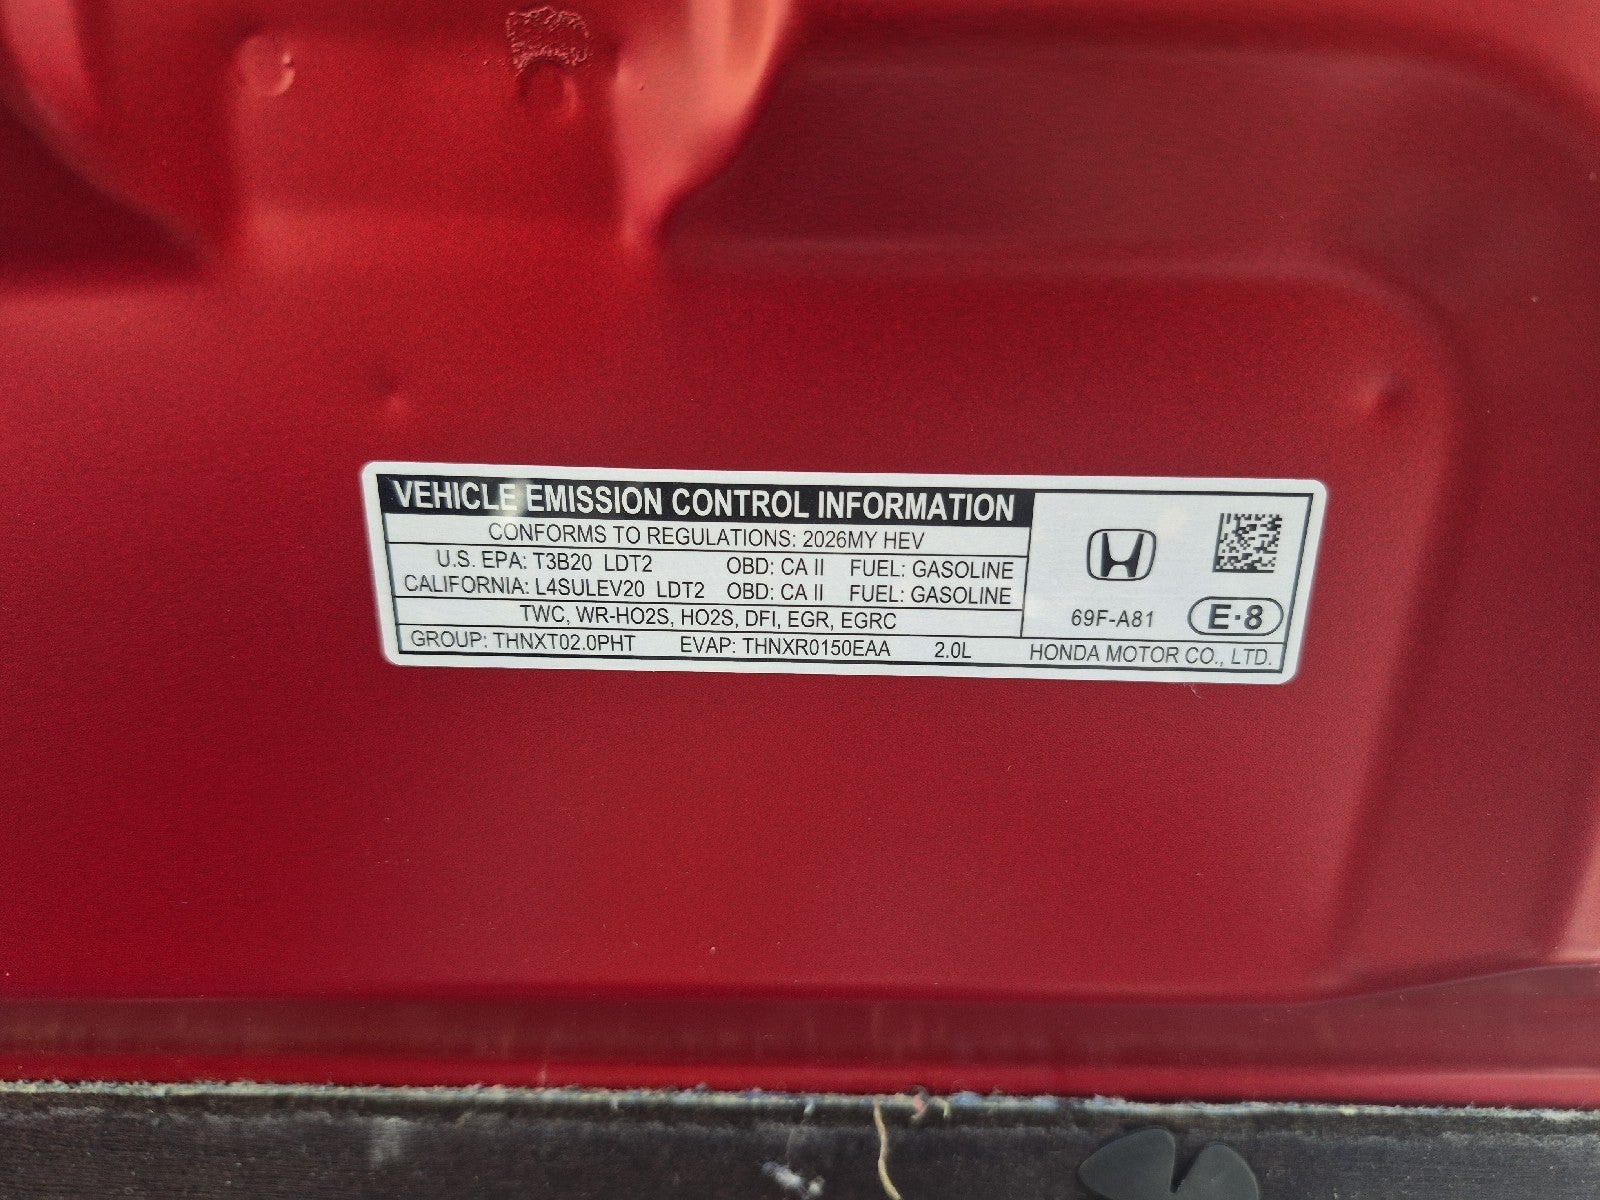 VEHICLE EMISSION CONTROL INFORMATION
CONFORMS TO REGULATIONS: 2026MY HEV
U.S. EPA: T3B20 LDT2 OBD: CA II FUEL: GASOLINE
CALIFORNIA: L4SULEV20 LDT2 OBD: CA II FUEL: GASOLINE
TWC, WR-HO2S, HO2S, DFI, EGR, EGRC
69F-A81 E·8
GROUP: THNXT02.0PHT EVAP: THNXR0150EAA 2.0L HONDA MOTOR CO., LTD.